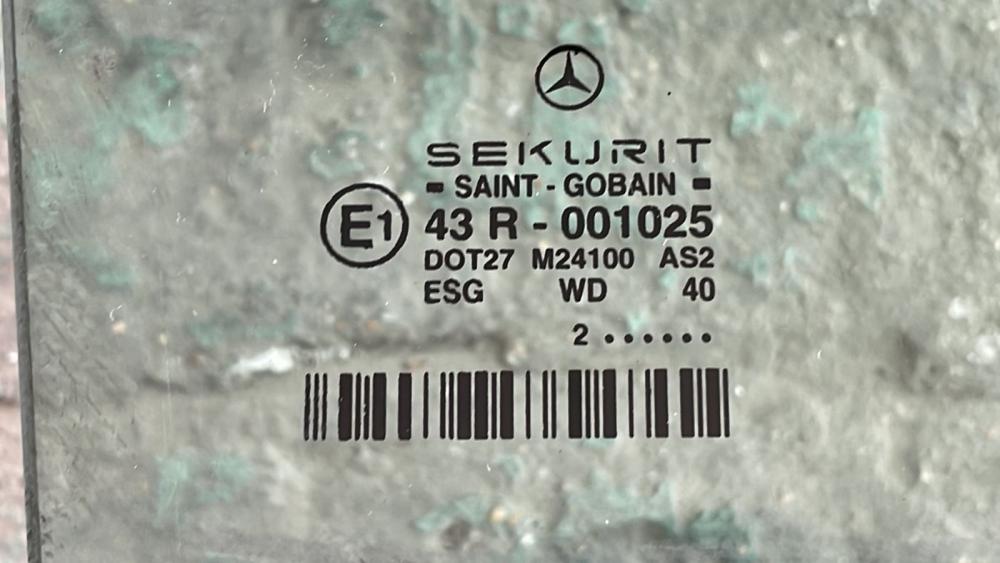 SEKURIT
SAINT - GOBAIN
E1 43 R - 001025
DOT27 M24100 AS2
ESG WD 40
2 ......